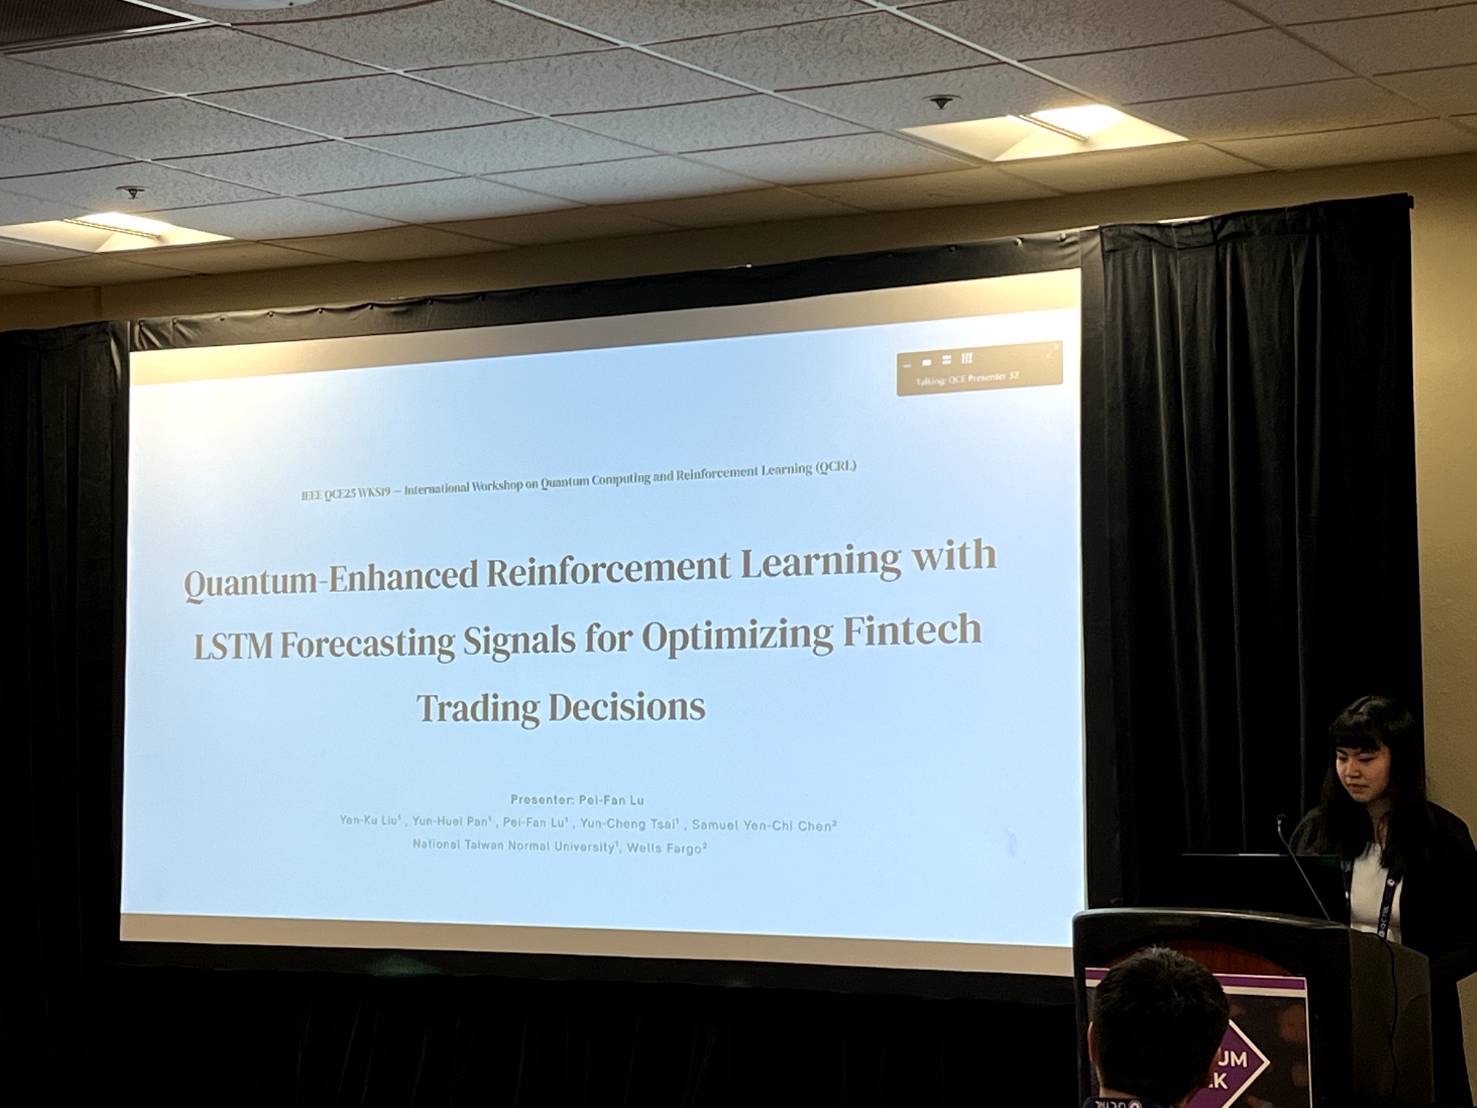 Talking: QCE Presenter 32
IEEE QCE25 WKS19 — International Workshop on Quantum Computing and Reinforcement Learning (QCRL)
Quantum-Enhanced Reinforcement Learning with
LSTM Forecasting Signals for Optimizing Fintech
Trading Decisions
Presenter: Pei-Fan Lu
Yen-Ku Liu¹ , Yun-Huei Pan¹ , Pei-Fan Lu¹ , Yun-Cheng Tsai¹ , Samuel Yen-Chi Chen²
National Taiwan Normal University¹, Wells Fargo²
UM